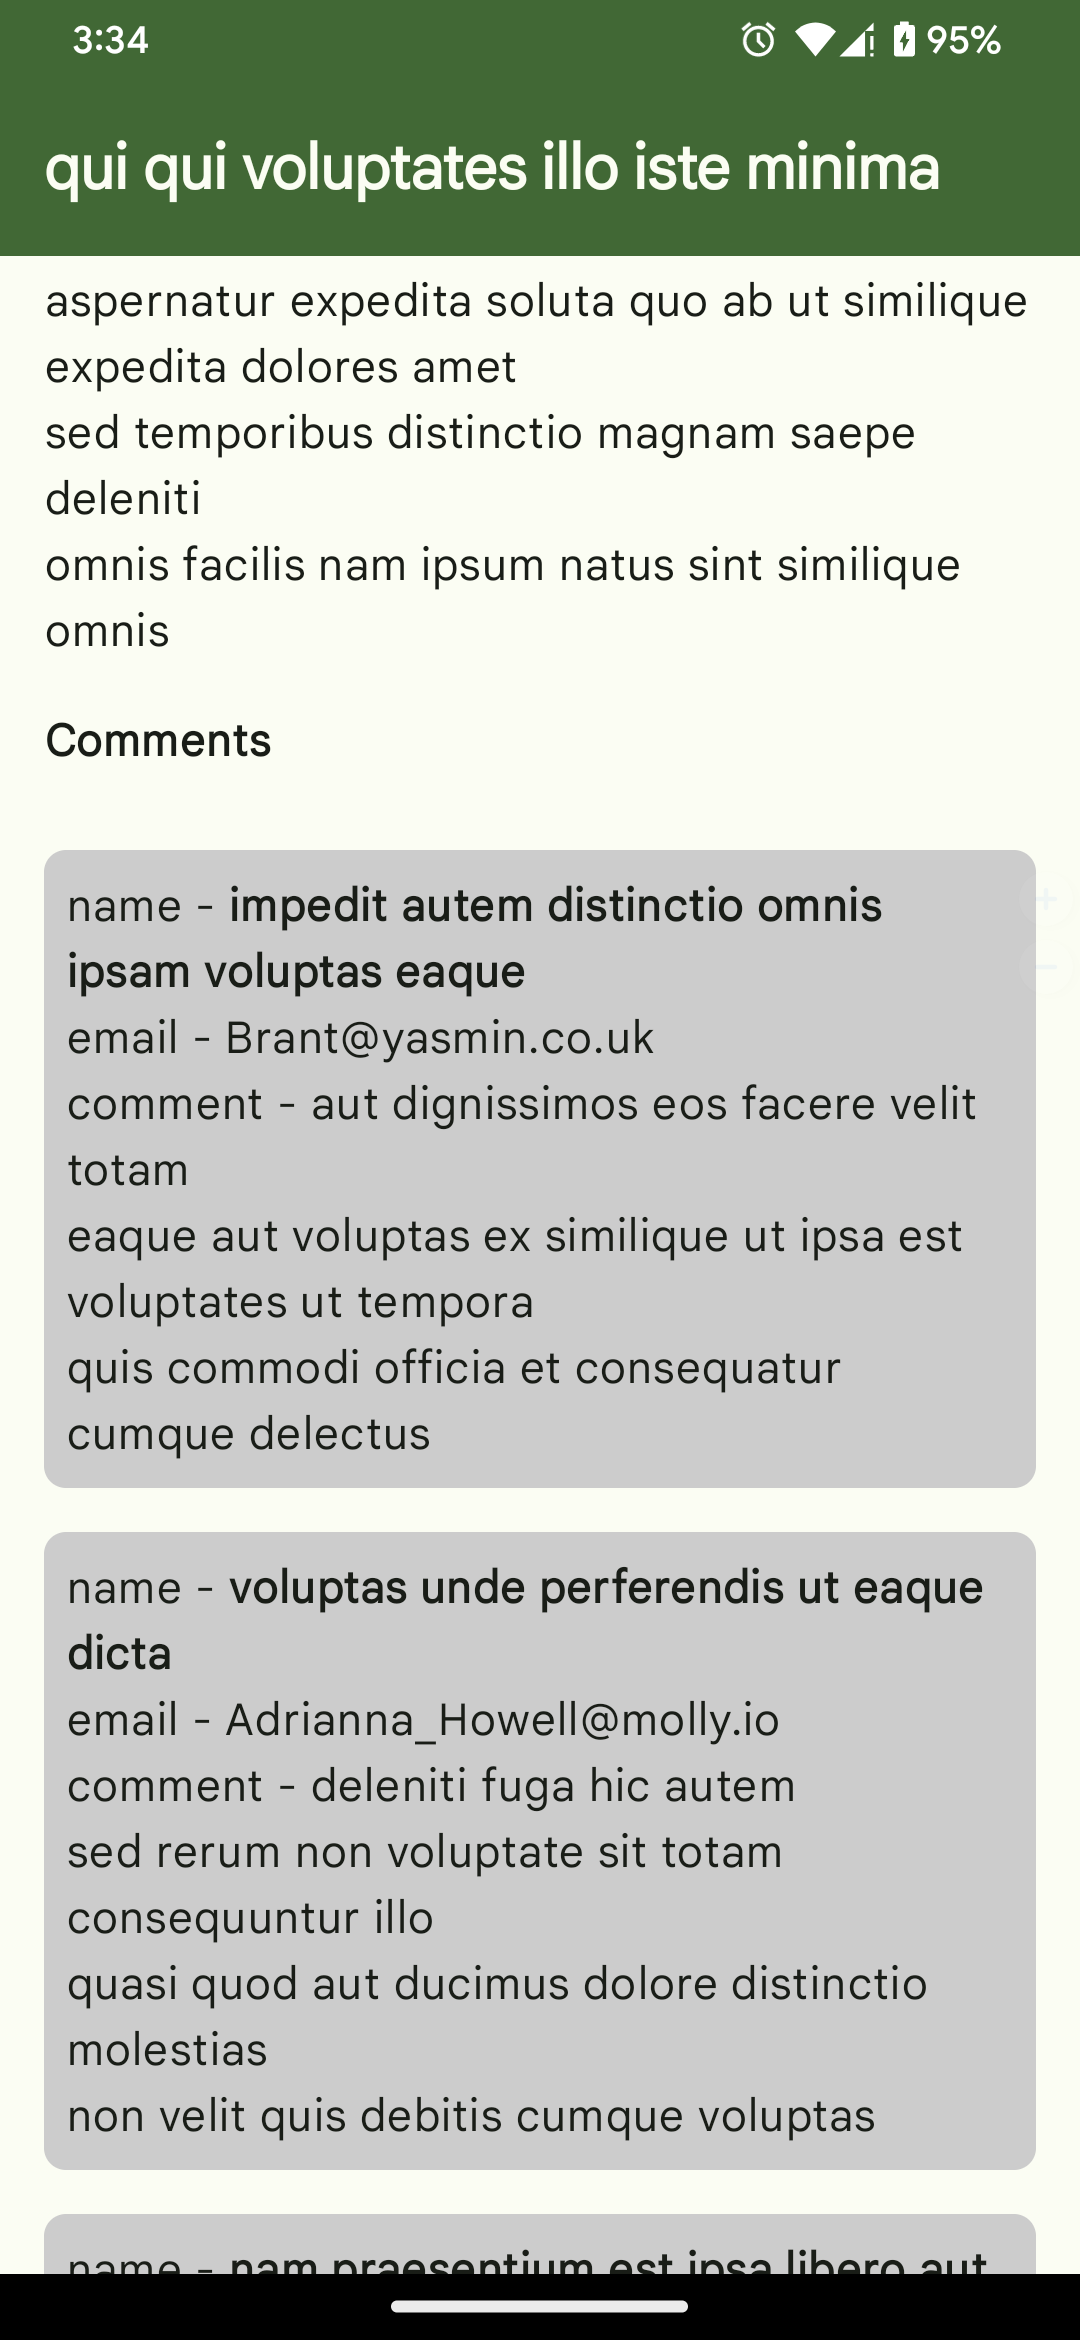 3:34
95%
qui qui voluptates illo iste minima
aspernatur expedita soluta quo ab ut similique
expedita dolores amet
sed temporibus distinctio magnam saepe
deleniti
omnis facilis nam ipsum natus sint similique
omnis
Comments
name - impedit autem distinctio omnis
ipsam voluptas eaque
email - Brant@yasmin.co.uk
comment - aut dignissimos eos facere velit
totam
eaque aut voluptas ex similique ut ipsa est
voluptates ut tempora
quis commodi officia et consequatur
cumque delectus
name - voluptas unde perferendis ut eaque
dicta
email - Adrianna_Howell@molly.io
comment - deleniti fuga hic autem
sed rerum non voluptate sit totam
consequuntur illo
quasi quod aut ducimus dolore distinctio
molestias
non velit quis debitis cumque voluptas
name - nam praesentium est ipsa libero aut